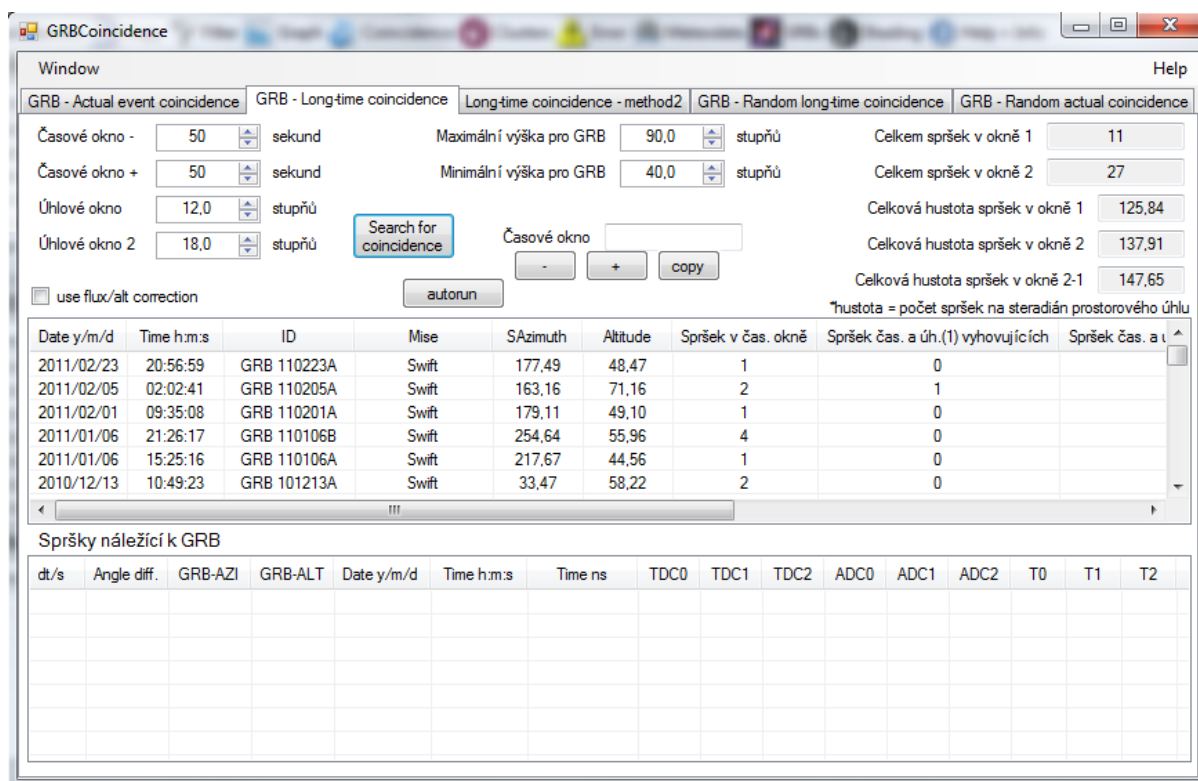 GRBCoincidence
Window Help
GRB - Actual event coincidence GRB - Long-time coincidence Long-time coincidence - method2 GRB - Random long-time coincidence GRB - Random actual coincidence
Časové okno - 50 sekund Maximální výška pro GRB 90,0 stupňů Celkem spršek v okně 1 11
Časové okno + 50 sekund Minimální výška pro GRB 40,0 stupňů Celkem spršek v okně 2 27
Úhlové okno 12,0 stupňů Celková hustota spršek v okně 1 125,84
Úhlové okno 2 18,0 stupňů Search for coincidence Časové okno Celková hustota spršek v okně 2 137,91
- + copy
Celková hustota spršek v okně 2-1 147,65
use flux/alt correction autorun *hustota = počet spršek na steradián prostorového úhlu
Date y/m/d Time h:m:s ID Mise SAzimuth Altitude Spršek v čas. okně Spršek čas. a úh.(1) vyhovujících Spršek čas. a
2011/02/23 20:56:59 GRB 110223A Swift 177,49 48,47 1 0
2011/02/05 02:02:41 GRB 110205A Swift 163,16 71,16 2 1
2011/02/01 09:35:08 GRB 110201A Swift 179,11 49,10 1 0
2011/01/06 21:26:17 GRB 110106B Swift 254,64 55,96 4 0
2011/01/06 15:25:16 GRB 110106A Swift 217,67 44,56 1 0
2010/12/13 10:49:23 GRB 101213A Swift 33,47 58,22 2 0
Spršky náležící k GRB
dt/s Angle diff. GRB-AZI GRB-ALT Date y/m/d Time h:m:s Time ns TDC0 TDC1 TDC2 ADC0 ADC1 ADC2 T0 T1 T2